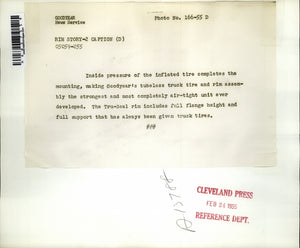 GOODYEAR
News Service
Photo No. 166-55 D
RIM STORY-2 CAPTION (D)
05059-255
Inside pressure of the inflated tire completes the
mounting, making Goodyear's tubeless truck tire and rim assem-
bly the strongest and most completely air-tight unit ever
developed. The Tru-Seal rim includes full flange height and
full support that has always been given truck tires.
###
CLEVELAND PRESS
FEB 24 1955
REFERENCE DEPT.